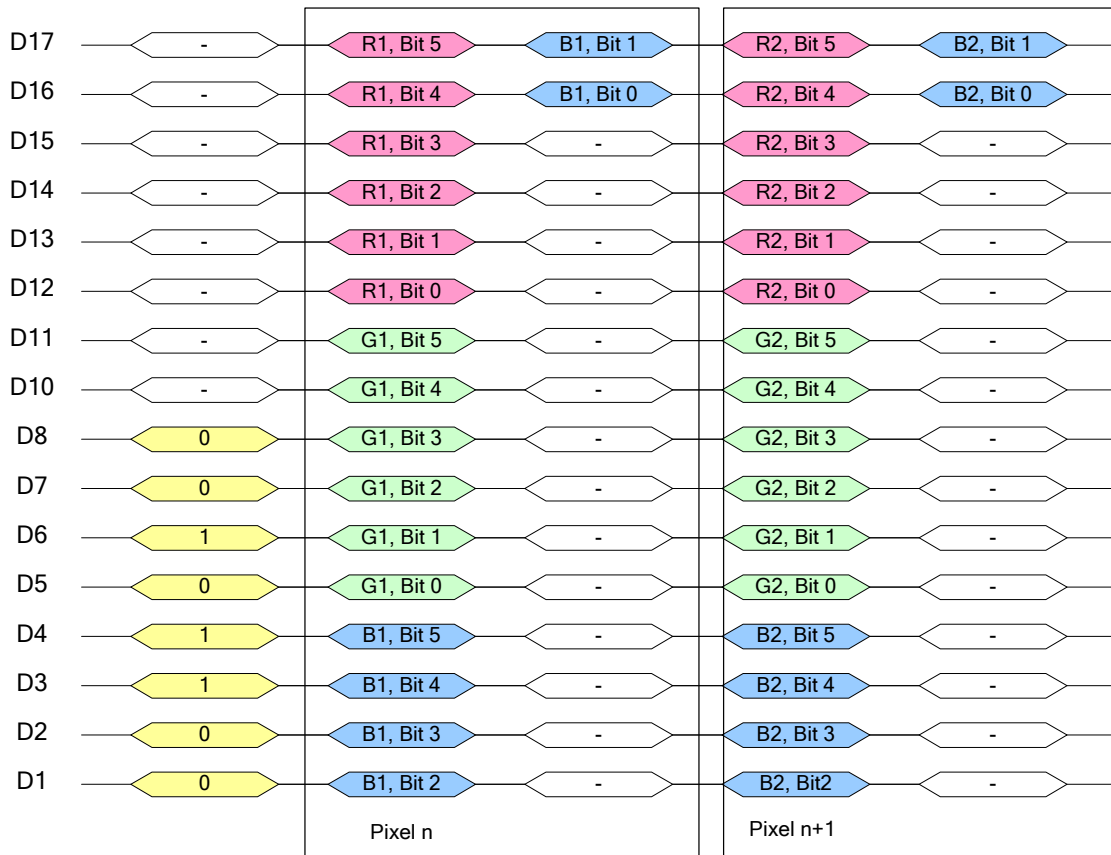 D17 - R1, Bit 5 B1, Bit 1 R2, Bit 5 B2, Bit 1
D16 - R1, Bit 4 B1, Bit 0 R2, Bit 4 B2, Bit 0
D15 - R1, Bit 3 - R2, Bit 3 -
D14 - R1, Bit 2 - R2, Bit 2 -
D13 - R1, Bit 1 - R2, Bit 1 -
D12 - R1, Bit 0 - R2, Bit 0 -
D11 - G1, Bit 5 - G2, Bit 5 -
D10 - G1, Bit 4 - G2, Bit 4 -
D8 0 G1, Bit 3 - G2, Bit 3 -
D7 0 G1, Bit 2 - G2, Bit 2 -
D6 1 G1, Bit 1 - G2, Bit 1 -
D5 0 G1, Bit 0 - G2, Bit 0 -
D4 1 B1, Bit 5 - B2, Bit 5 -
D3 1 B1, Bit 4 - B2, Bit 4 -
D2 0 B1, Bit 3 - B2, Bit 3 -
D1 0 B1, Bit 2 - B2, Bit2 -
Pixel n Pixel n+1